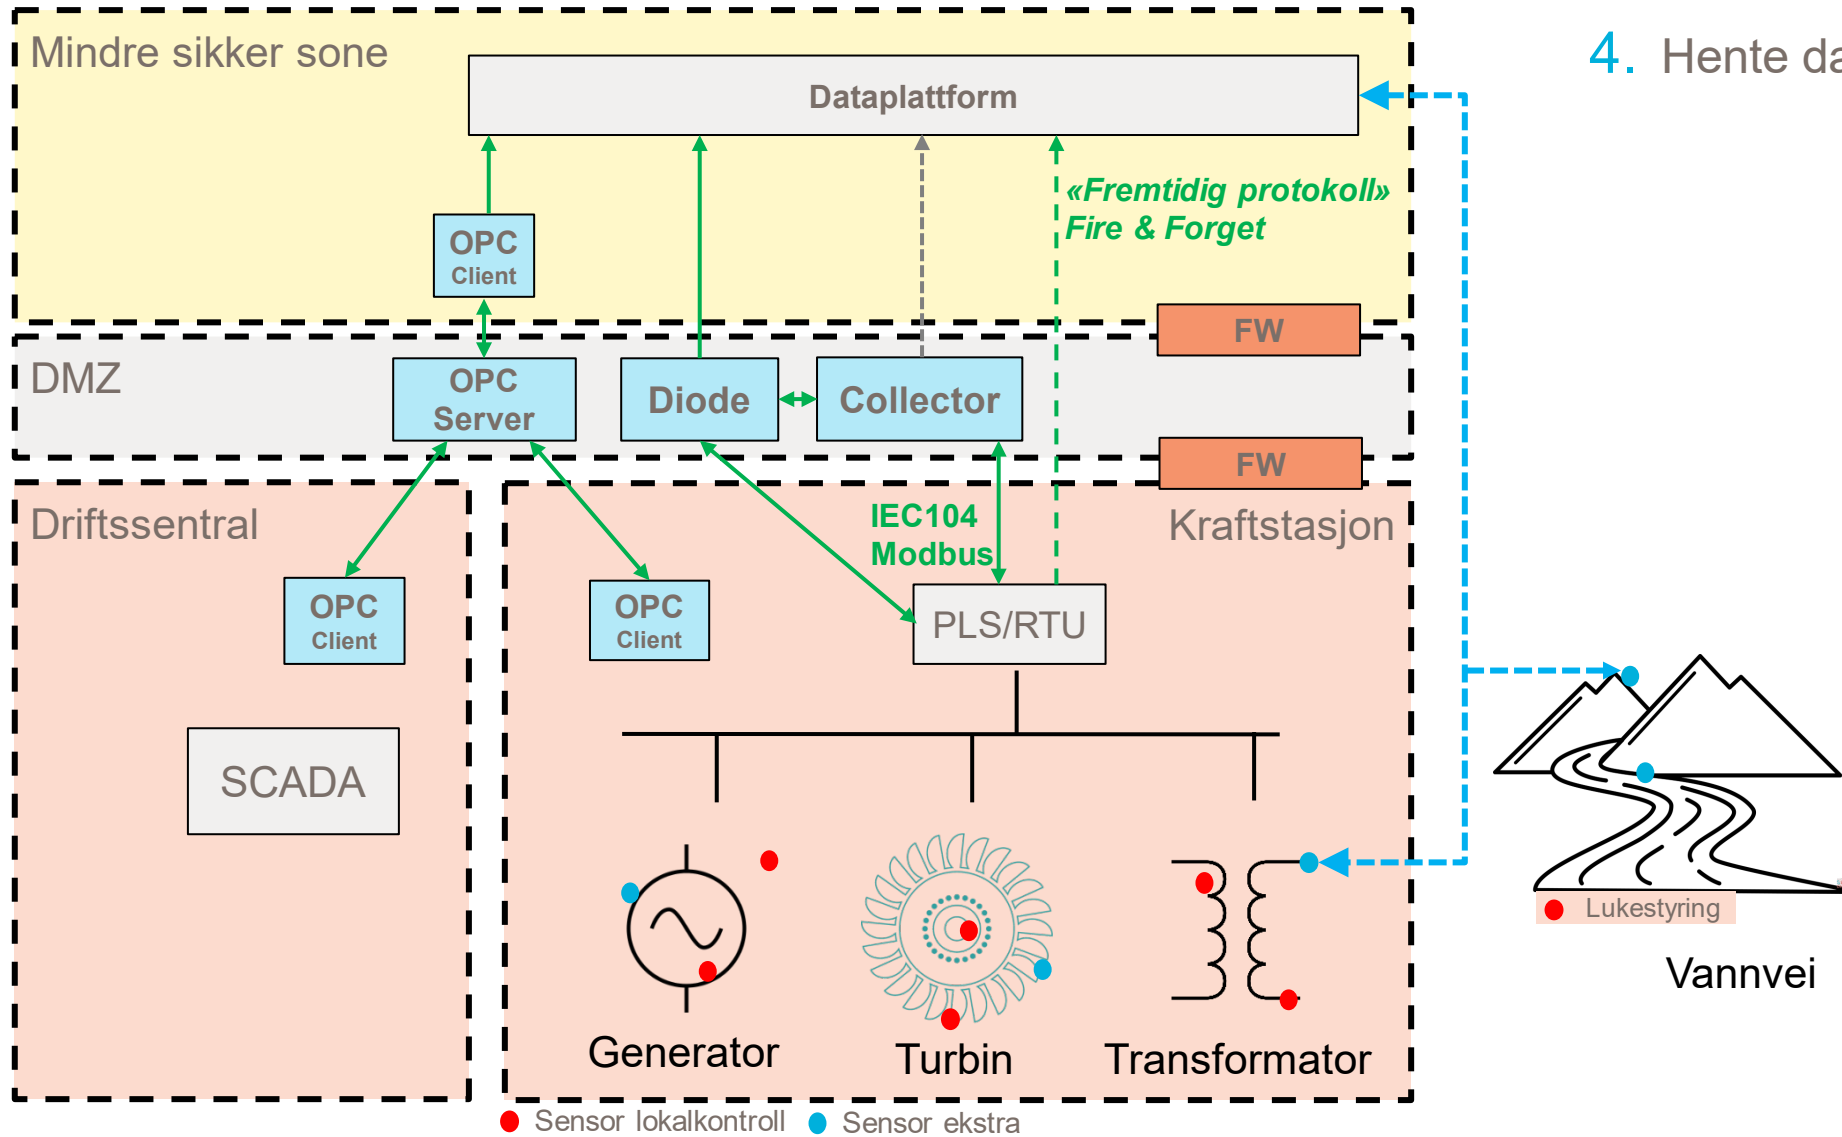 Mindre sikker sone
4. Hente da
Dataplattform
«Fremtidig protokoll»
Fire & Forget
OPC
Client
FW
DMZ
OPC
Server
Diode
Collector
FW
Driftssentral
IEC104
Modbus
Kraftstasjon
OPC
Client
OPC
Client
PLS/RTU
SCADA
Lukestyring
Vannvei
Generator
Turbin
Transformator
Sensor lokalkontroll
Sensor ekstra